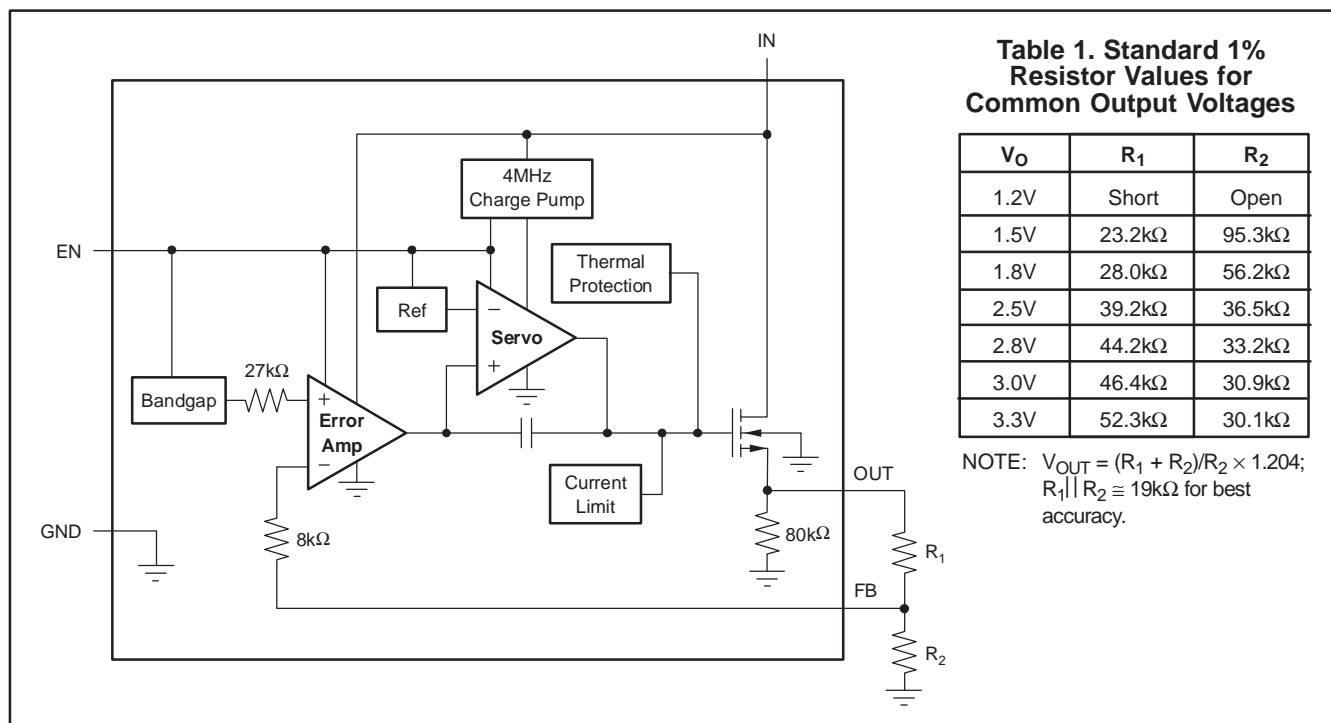 IN
4MHz
Charge Pump
EN
Thermal
Protection
Ref
−
Servo
+
27kΩ
Bandgap
+
Error
Amp
−
Current
Limit
OUT
GND
8kΩ
80kΩ
R1
FB
R2
Table 1. Standard 1%
Resistor Values for
Common Output Voltages
VO R1 R2
1.2V Short Open
1.5V 23.2kΩ 95.3kΩ
1.8V 28.0kΩ 56.2kΩ
2.5V 39.2kΩ 36.5kΩ
2.8V 44.2kΩ 33.2kΩ
3.0V 46.4kΩ 30.9kΩ
3.3V 52.3kΩ 30.1kΩ
NOTE: VOUT = (R1 + R2)/R2 × 1.204;
R1||R2 ≅ 19kΩ for best
accuracy.